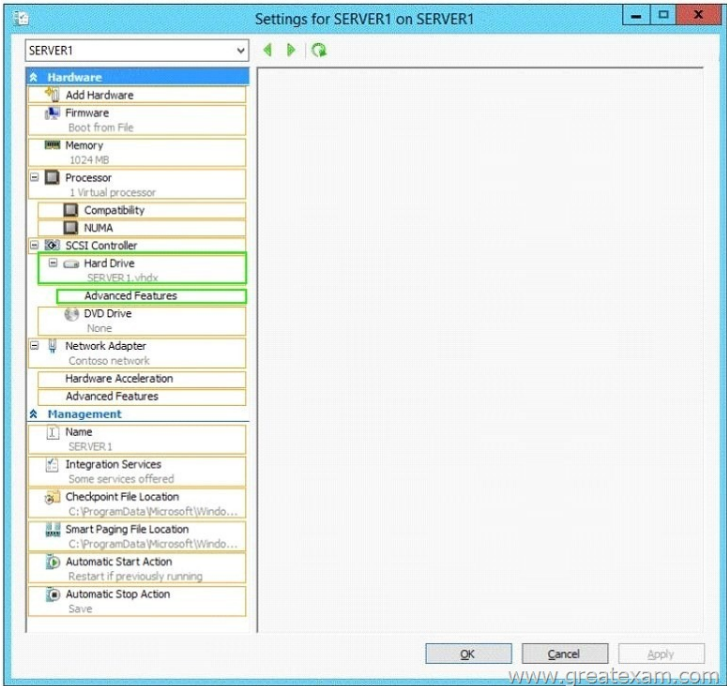 Settings for SERVER1 on SERVER1
SERVER1
Hardware
Add Hardware
Firmware
Boot from File
Memory
1024 MB
Processor
1 Virtual processor
Compatibility
NUMA
SCSI Controller
Hard Drive
SERVER1.vhdx
Advanced Features
DVD Drive
None
Network Adapter
Contoso network
Hardware Acceleration
Advanced Features
Management
Name
SERVER1
Integration Services
Some services offered
Checkpoint File Location
C:\ProgramData\Microsoft\Windo...
Smart Paging File Location
C:\ProgramData\Microsoft\Windo...
Automatic Start Action
Restart if previously running
Automatic Stop Action
Save
OK Cancel Apply
www.greatexam.com